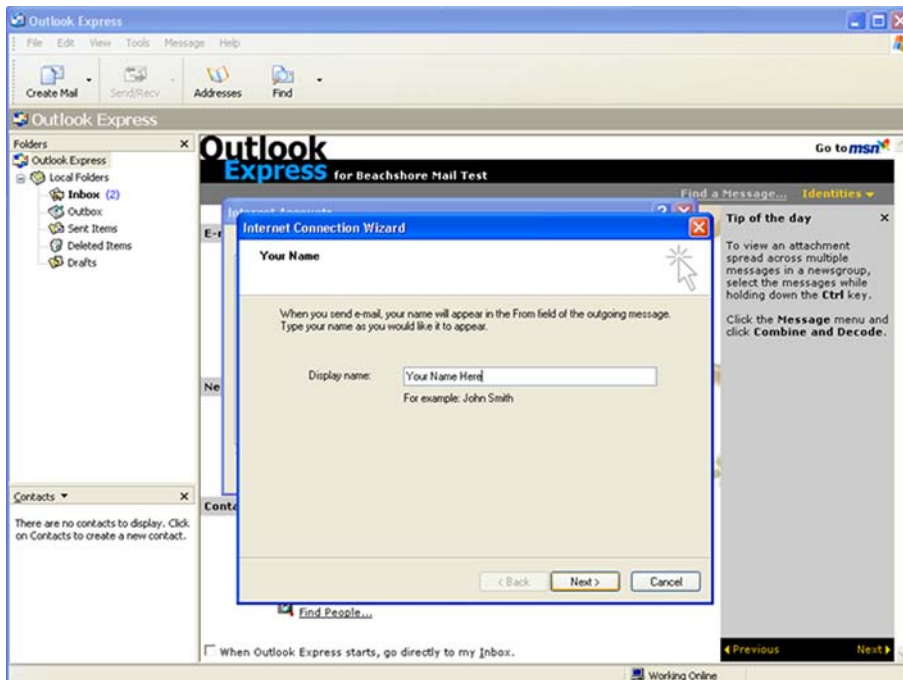 Outlook Express
File Edit View Tools Message Help
Create Mail Send/Recv Addresses Find
Outlook Express
Folders
Outlook Express
Local Folders
Inbox (2)
Outbox
Sent Items
Deleted Items
Drafts
Contacts
There are no contacts to display. Click
on Contacts to create a new contact.
Outlook
Express for Beachshore Mail Test
Go to msn
Find a Message... Identities
Internet Connection Wizard
Your Name
When you send e-mail, your name will appear in the From field of the outgoing message.
Type your name as you would like it to appear.
Display name: Your Name Here
For example: John Smith
< Back Next > Cancel
Find People...
When Outlook Express starts, go directly to my Inbox.
Tip of the day
To view an attachment
spread across multiple
messages in a newsgroup,
select the messages while
holding down the Ctrl key.
Click the Message menu and
click Combine and Decode.
Previous Next
Working Online